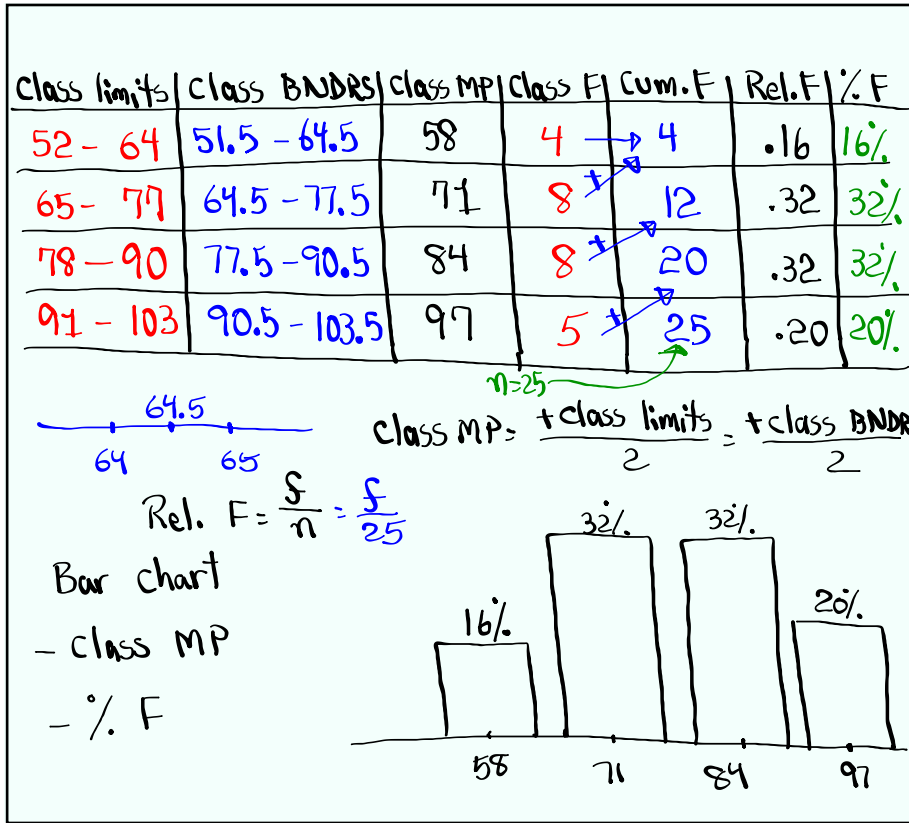 Class limits Class BNDRS Class MP Class F Cum. F Rel. F % F
52 - 64 51.5 - 64.5 58 4 → 4 .16 16%
65 - 77 64.5 - 77.5 71 8 + 12 .32 32%
78 - 90 77.5 - 90.5 84 8 + 20 .32 32%
91 - 103 90.5 - 103.5 97 5 + 25 .20 20%
n=25
64.5
64 65
Class MP = +class limits / 2 = +class BNDR / 2
Rel. F = f/n = f/25
Bar chart
- Class MP
- % F
16% 32% 32% 20%
58 71 84 97